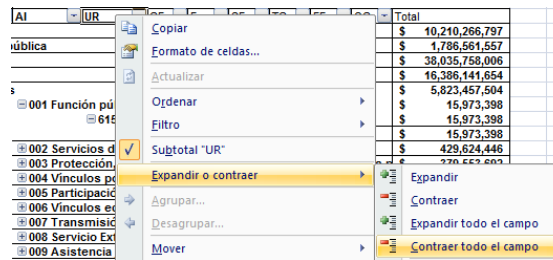 AI UR Total
Copiar $ 10,210,266,797
ública $ 1,786,561,557
Formato de celdas... $ 38,035,758,006
$ 16,386,141,654
Actualizar $ 5,823,457,504
001 Función pú $ 15,973,398
Ordenar $ 15,973,398
615 Filtro $ 15,973,398
002 Servicios d Subtotal "UR" $ 429,624,446
003 Protección,
004 Vínculos po Expandir o contraer Expandir
005 Participació Agrupar... Contraer
006 Vínculos ec
007 Transmisió Desagrupar... Expandir todo el campo
008 Servicio Ext
009 Asistencia Mover Contraer todo el campo